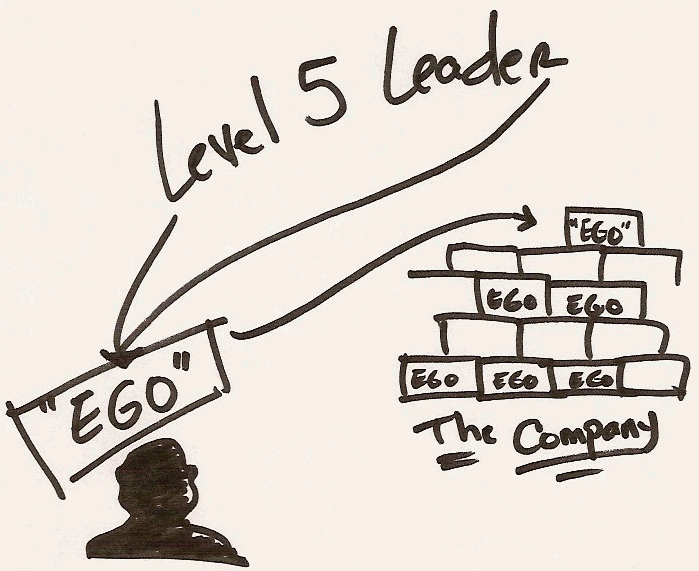 Level 5 Leader
"EGO"
EGO EGO
EGO EGO EGO
The Company
"EGO"